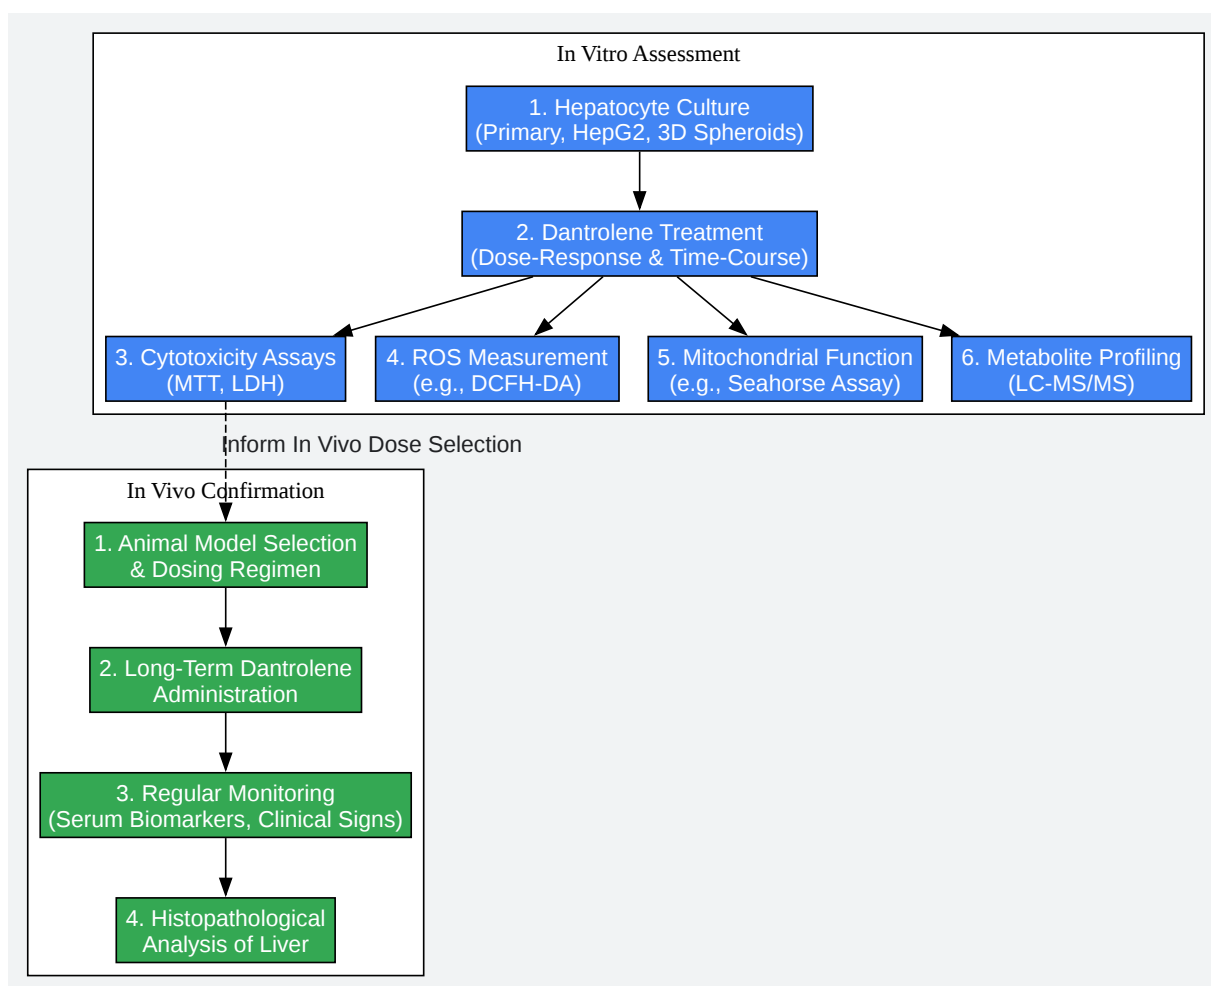 In Vitro Assessment
1. Hepatocyte Culture
(Primary, HepG2, 3D Spheroids)
2. Dantrolene Treatment
(Dose-Response & Time-Course)
3. Cytotoxicity Assays
(MTT, LDH)
4. ROS Measurement
(e.g., DCFH-DA)
5. Mitochondrial Function
(e.g., Seahorse Assay)
6. Metabolite Profiling
(LC-MS/MS)
Inform In Vivo Dose Selection
In Vivo Confirmation
1. Animal Model Selection
& Dosing Regimen
2. Long-Term Dantrolene
Administration
3. Regular Monitoring
(Serum Biomarkers, Clinical Signs)
4. Histopathological
Analysis of Liver